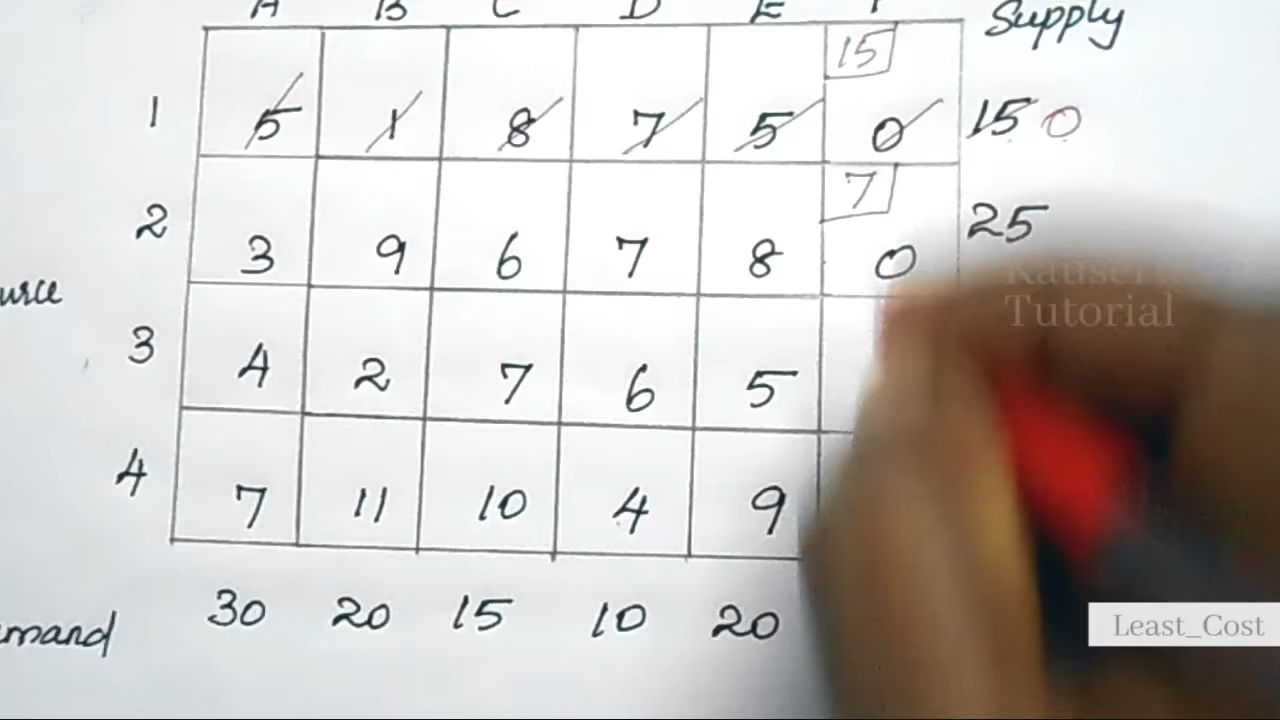 A B C D E Supply
15
1 5 1 8 7 5 0 15 0
7
2 3 9 6 7 8 0 25
Tutorial
3 4 2 7 6 5
4 7 11 10 4 9
30 20 15 10 20
Least_Cost